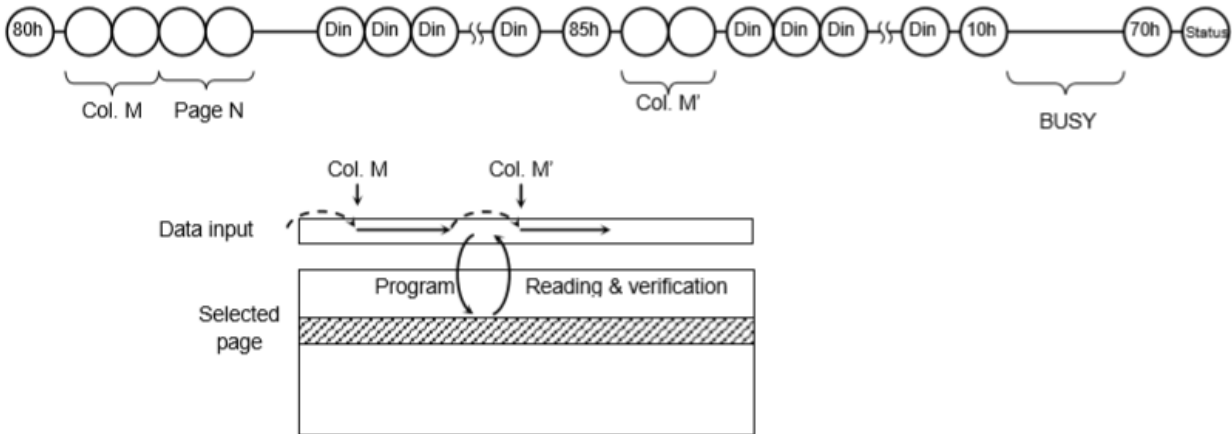 80h Din Din Din Din 85h Din Din Din Din 10h 70h Status
Col. M Page N Col. M' BUSY
Col. M Col. M'
Data input
Program Reading & verification
Selected
page